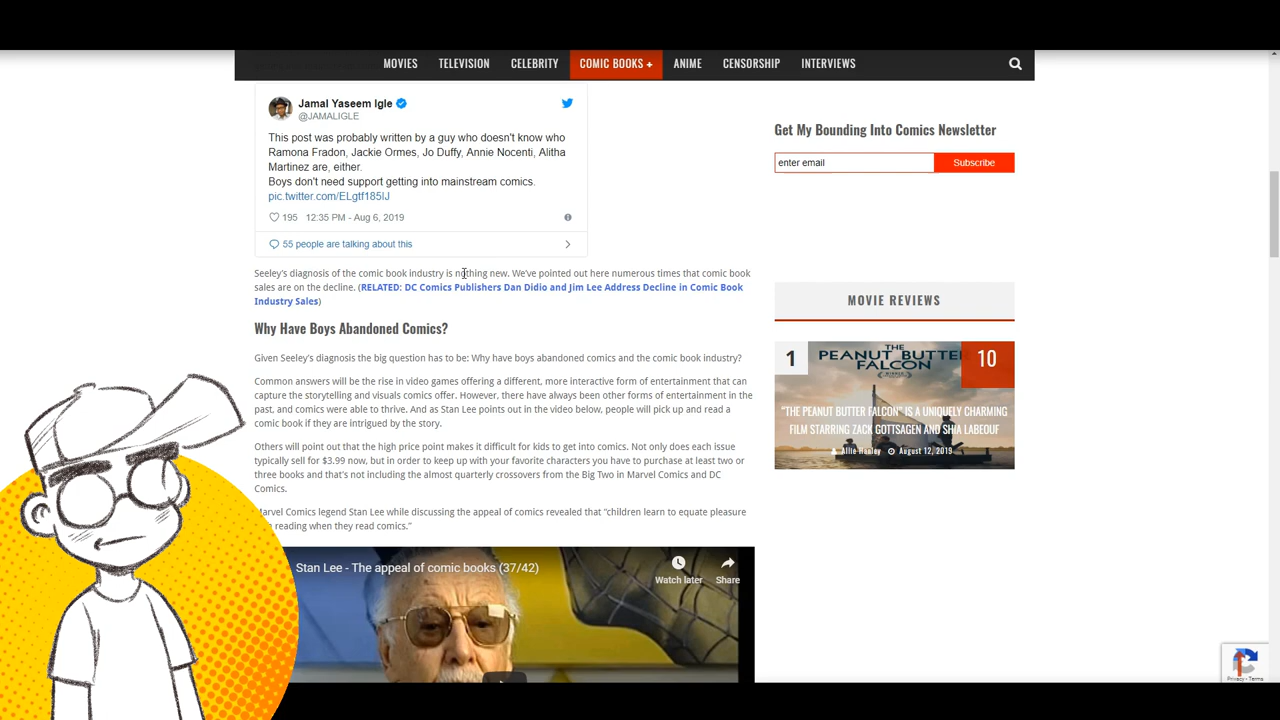 MOVIES TELEVISION CELEBRITY COMIC BOOKS + ANIME CENSORSHIP INTERVIEWS
Jamal Yaseem Igle
@JAMALIGLE
This post was probably written by a guy who doesn't know who
Ramona Fradon, Jackie Ormes, Jo Duffy, Annie Nocenti, Alitha
Martinez are, either.
Boys don't need support getting into mainstream comics.
pic.twitter.com/ELgtf185IJ
195 12:35 PM - Aug 6, 2019
55 people are talking about this
Seeley's diagnosis of the comic book industry is nothing new. We've pointed out here numerous times that comic book
sales are on the decline. (RELATED: DC Comics Publishers Dan Didio and Jim Lee Address Decline in Comic Book
Industry Sales)
Why Have Boys Abandoned Comics?
Given Seeley's diagnosis the big question has to be: Why have boys abandoned comics and the comic book industry?
Common answers will be the rise in video games offering a different, more interactive form of entertainment that can
capture the storytelling and visuals comics offer. However, there have always been other forms of entertainment in the
past, and comics were able to thrive. And as Stan Lee points out in the video below, people will pick up and read a
comic book if they are intrigued by the story.
Others will point out that the high price point makes it difficult for kids to get into comics. Not only does each issue
typically sell for $3.99 now, but in order to keep up with your favorite characters you have to purchase at least two or
three books and that's not including the almost quarterly crossovers from the Big Two in Marvel Comics and DC
Comics.
Marvel Comics legend Stan Lee while discussing the appeal of comics revealed that "children learn to equate pleasure
reading when they read comics."
Stan Lee - The appeal of comic books (37/42)
Watch later Share
Get My Bounding Into Comics Newsletter
enter email Subscribe
MOVIE REVIEWS
1 THE
PEANUT BUTTER
FALCON
10
"THE PEANUT BUTTER FALCON" IS A UNIQUELY CHARMING
FILM STARRING ZACK GOTTSAGEN AND SHIA LABEOUF
Allie Hanley August 12, 2019
Privacy - Terms